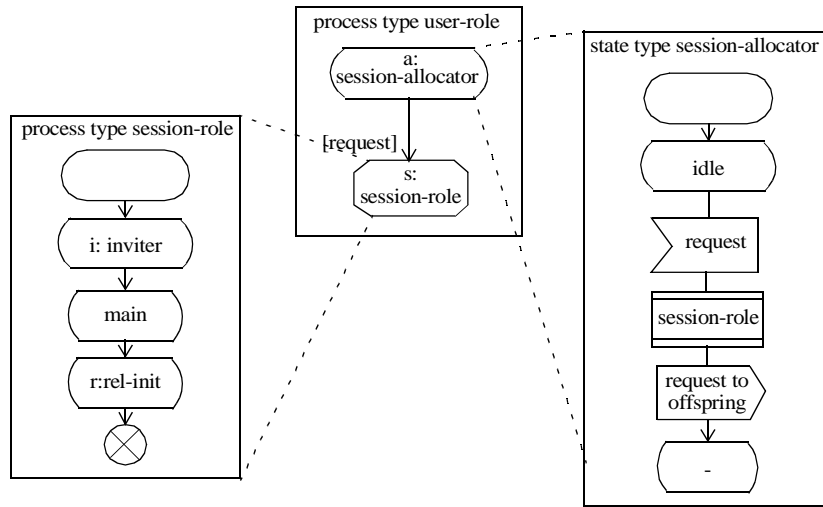 process type user-role
a:
session-allocator
[request]
s:
session-role
process type session-role
i: inviter
main
r:rel-init
state type session-allocator
idle
request
session-role
request to
offspring
-